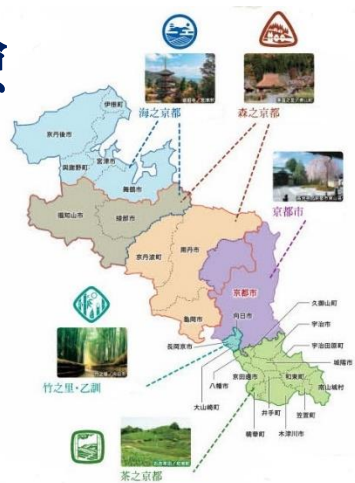 海之京都
森之京都
伊根町
京丹後市
宮津市
与謝野町
舞鶴市
京都市
福知山市
綾部市
南丹市
京丹波町
京都市
亀岡市
向日市
久御山町
長岡京市
宇治市
宇治田原町
城陽市
竹之里・乙訓
八幡市
京田辺市
和束町
南山城村
大山崎町
井手町
笠置町
精華町
木津川市
茶之京都